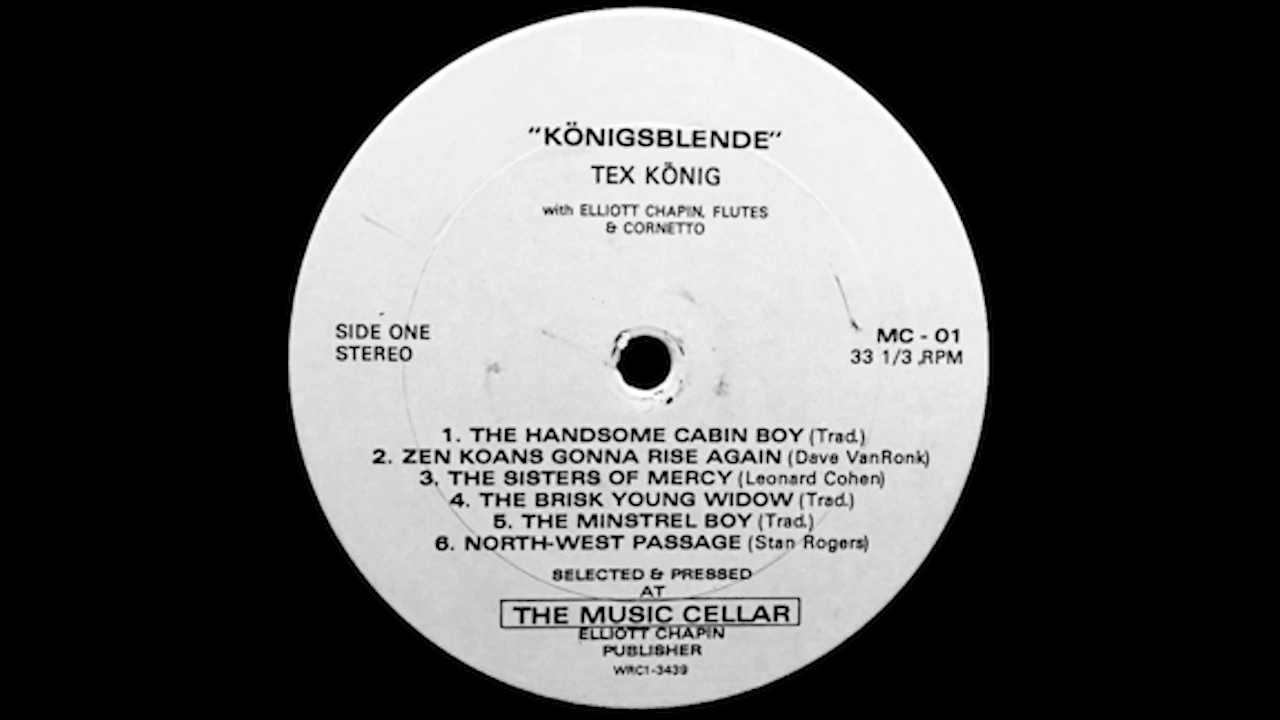 "KÖNIGSBLENDE"
TEX KÖNIG
with ELLIOTT CHAPIN, FLUTES
& CORNETTO
SIDE ONE
STEREO
MC - 01
33 1/3 RPM
1. THE HANDSOME CABIN BOY (Trad.)
2. ZEN KOANS GONNA RISE AGAIN (Dave VanRonk)
3. THE SISTERS OF MERCY (Leonard Cohen)
4. THE BRISK YOUNG WIDOW (Trad.)
5. THE MINSTREL BOY (Trad.)
6. NORTH-WEST PASSAGE (Stan Rogers)
SELECTED & PRESSED
AT
THE MUSIC CELLAR
ELLIOTT CHAPIN
PUBLISHER
WRC1-3439